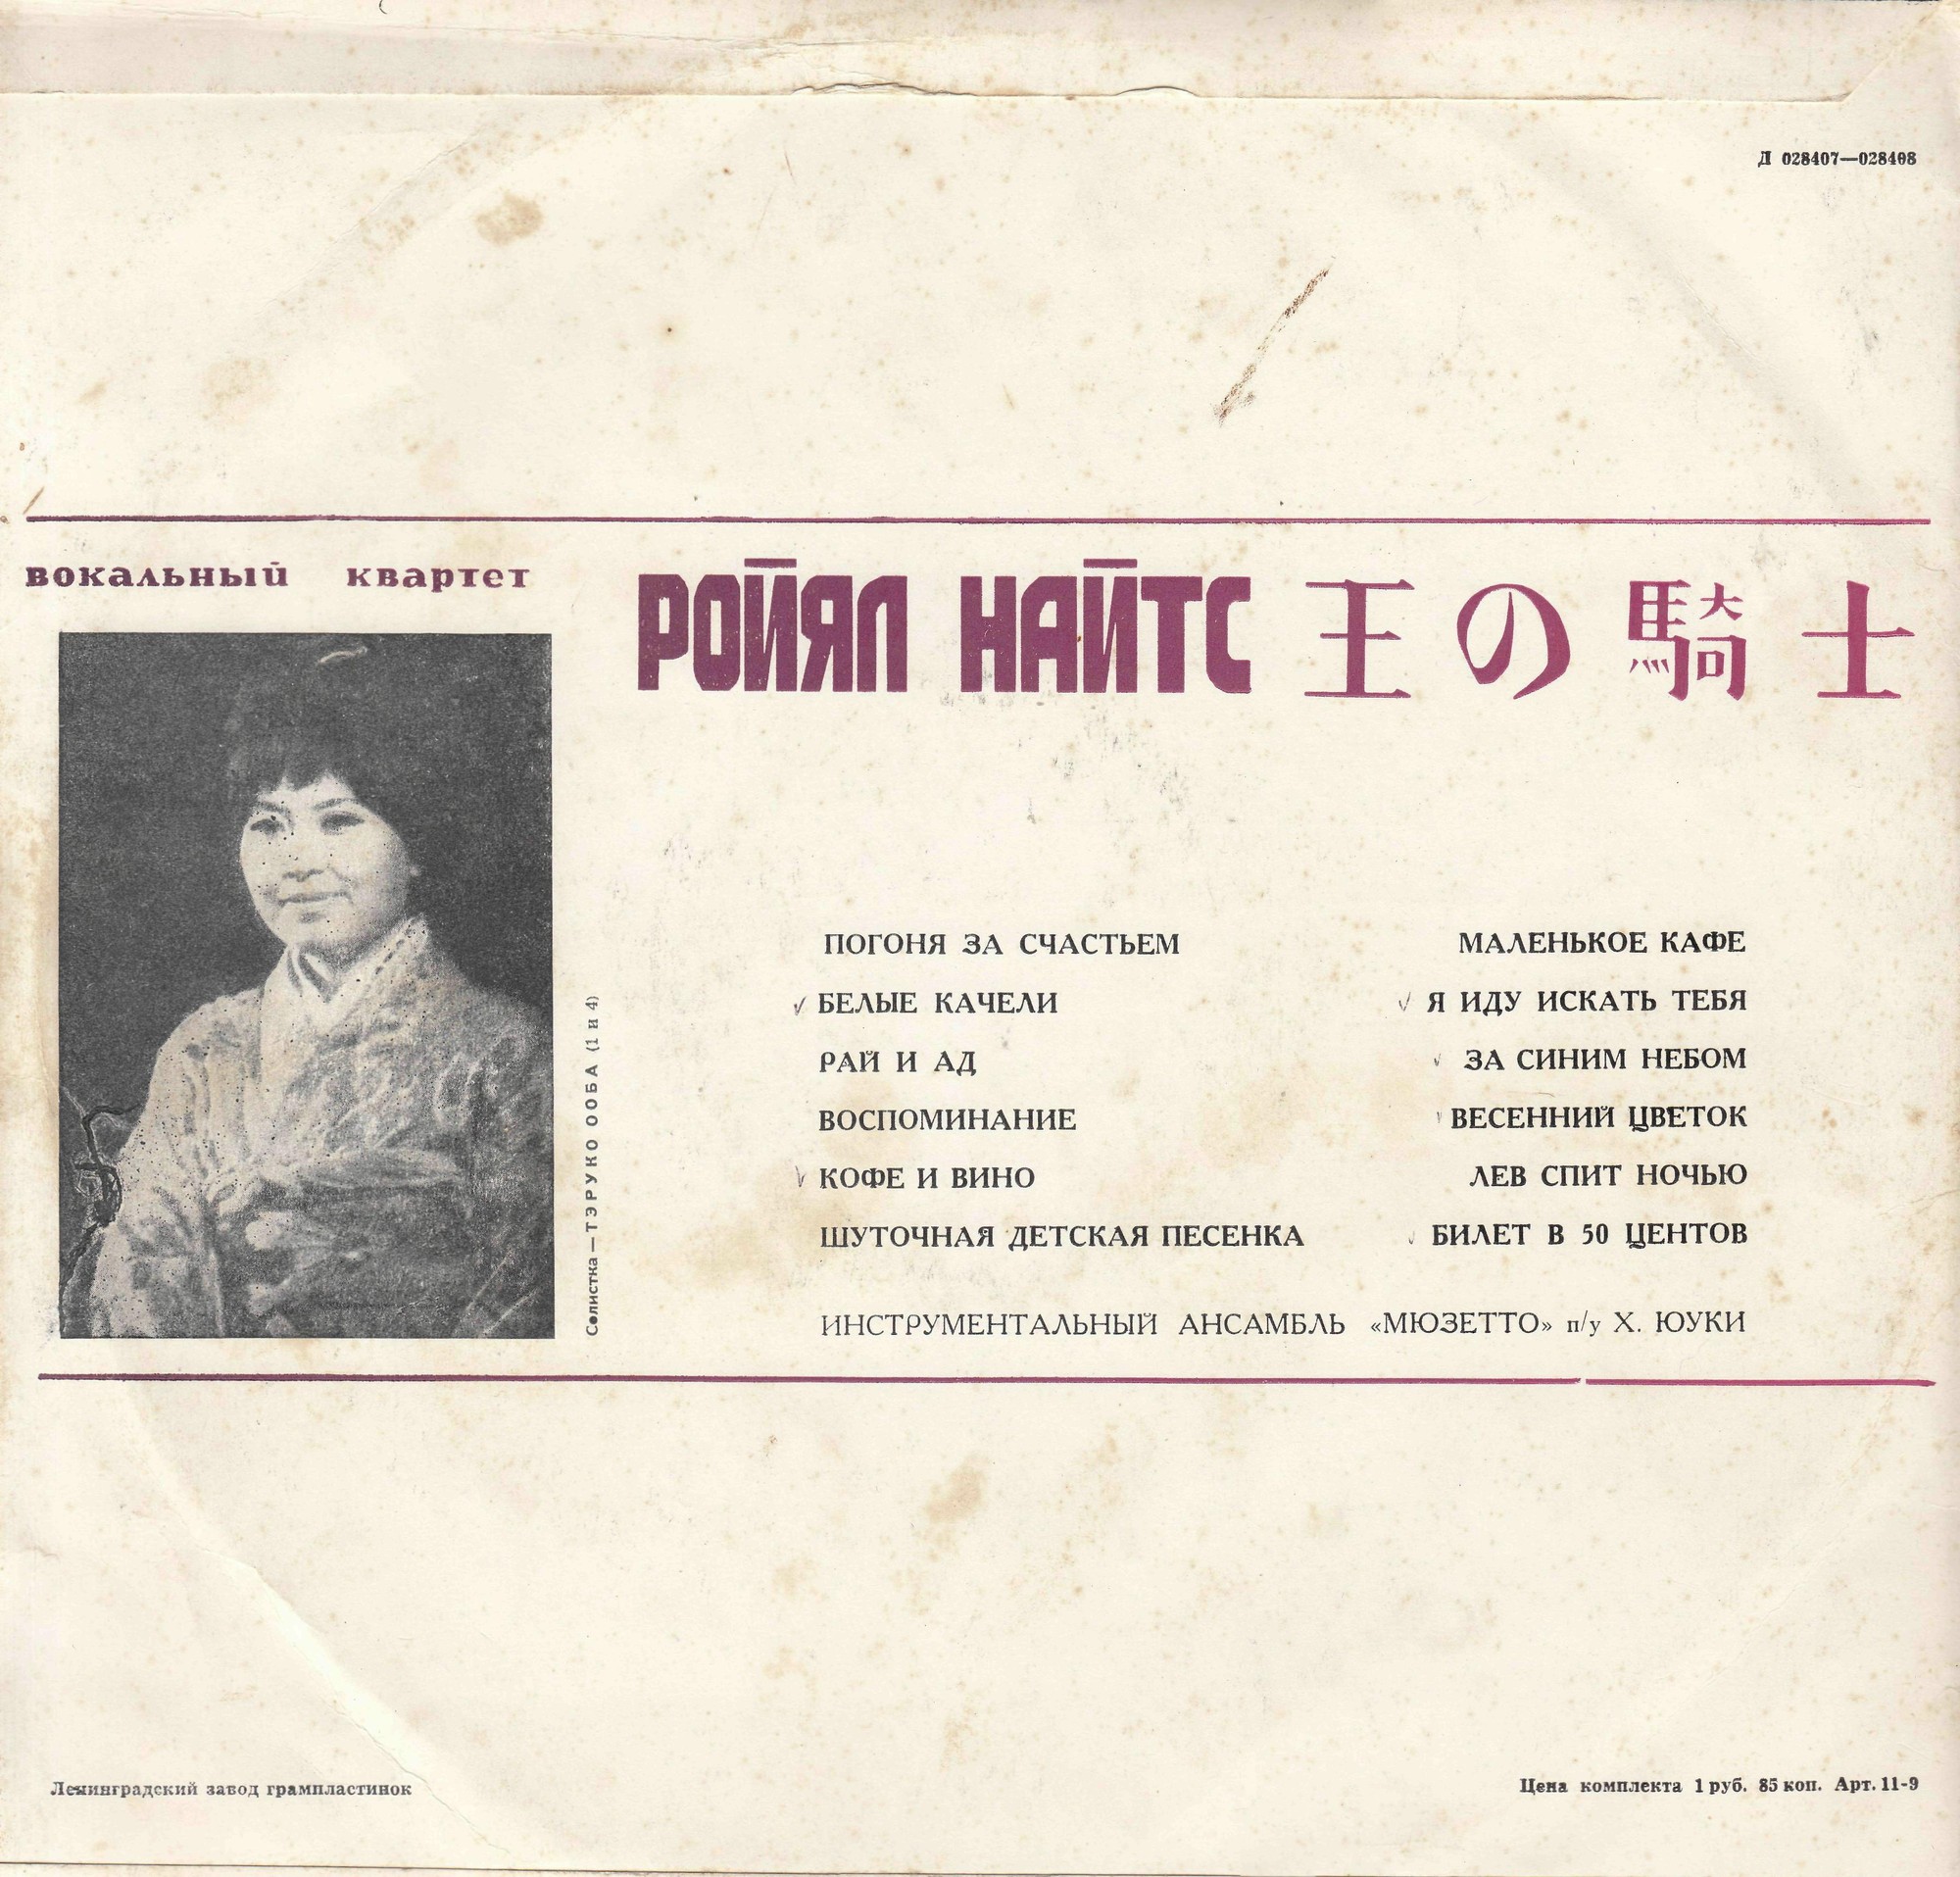 Д 028407—028408
вокальный квартет
РОЙЯЛ НАЙТС 王の騎士
Солистка — ТЭРУКО ООБА (1 и 4)
ПОГОНЯ ЗА СЧАСТЬЕМ
БЕЛЫЕ КАЧЕЛИ
РАЙ И АД
ВОСПОМИНАНИЕ
КОФЕ И ВИНО
ШУТОЧНАЯ ДЕТСКАЯ ПЕСЕНКА
МАЛЕНЬКОЕ КАФЕ
Я ИДУ ИСКАТЬ ТЕБЯ
ЗА СИНИМ НЕБОМ
ВЕСЕННИЙ ЦВЕТОК
ЛЕВ СПИТ НОЧЬЮ
БИЛЕТ В 50 ЦЕНТОВ
ИНСТРУМЕНТАЛЬНЫЙ АНСАМБЛЬ «МЮЗЕТТО» п/у Х. ЮУКИ
Ленинградский завод грампластинок
Цена комплекта 1 руб. 85 коп. Арт. 11-9